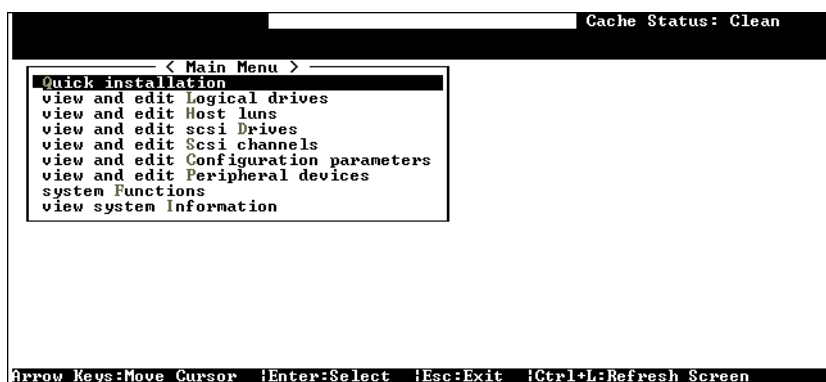 Cache Status: Clean
< Main Menu >
Quick installation
view and edit Logical drives
view and edit Host luns
view and edit scsi Drives
view and edit Scsi channels
view and edit Configuration parameters
view and edit Peripheral devices
system Functions
view system Information
Arrow Keys:Move Cursor |Enter:Select |Esc:Exit |Ctrl+L:Refresh Screen